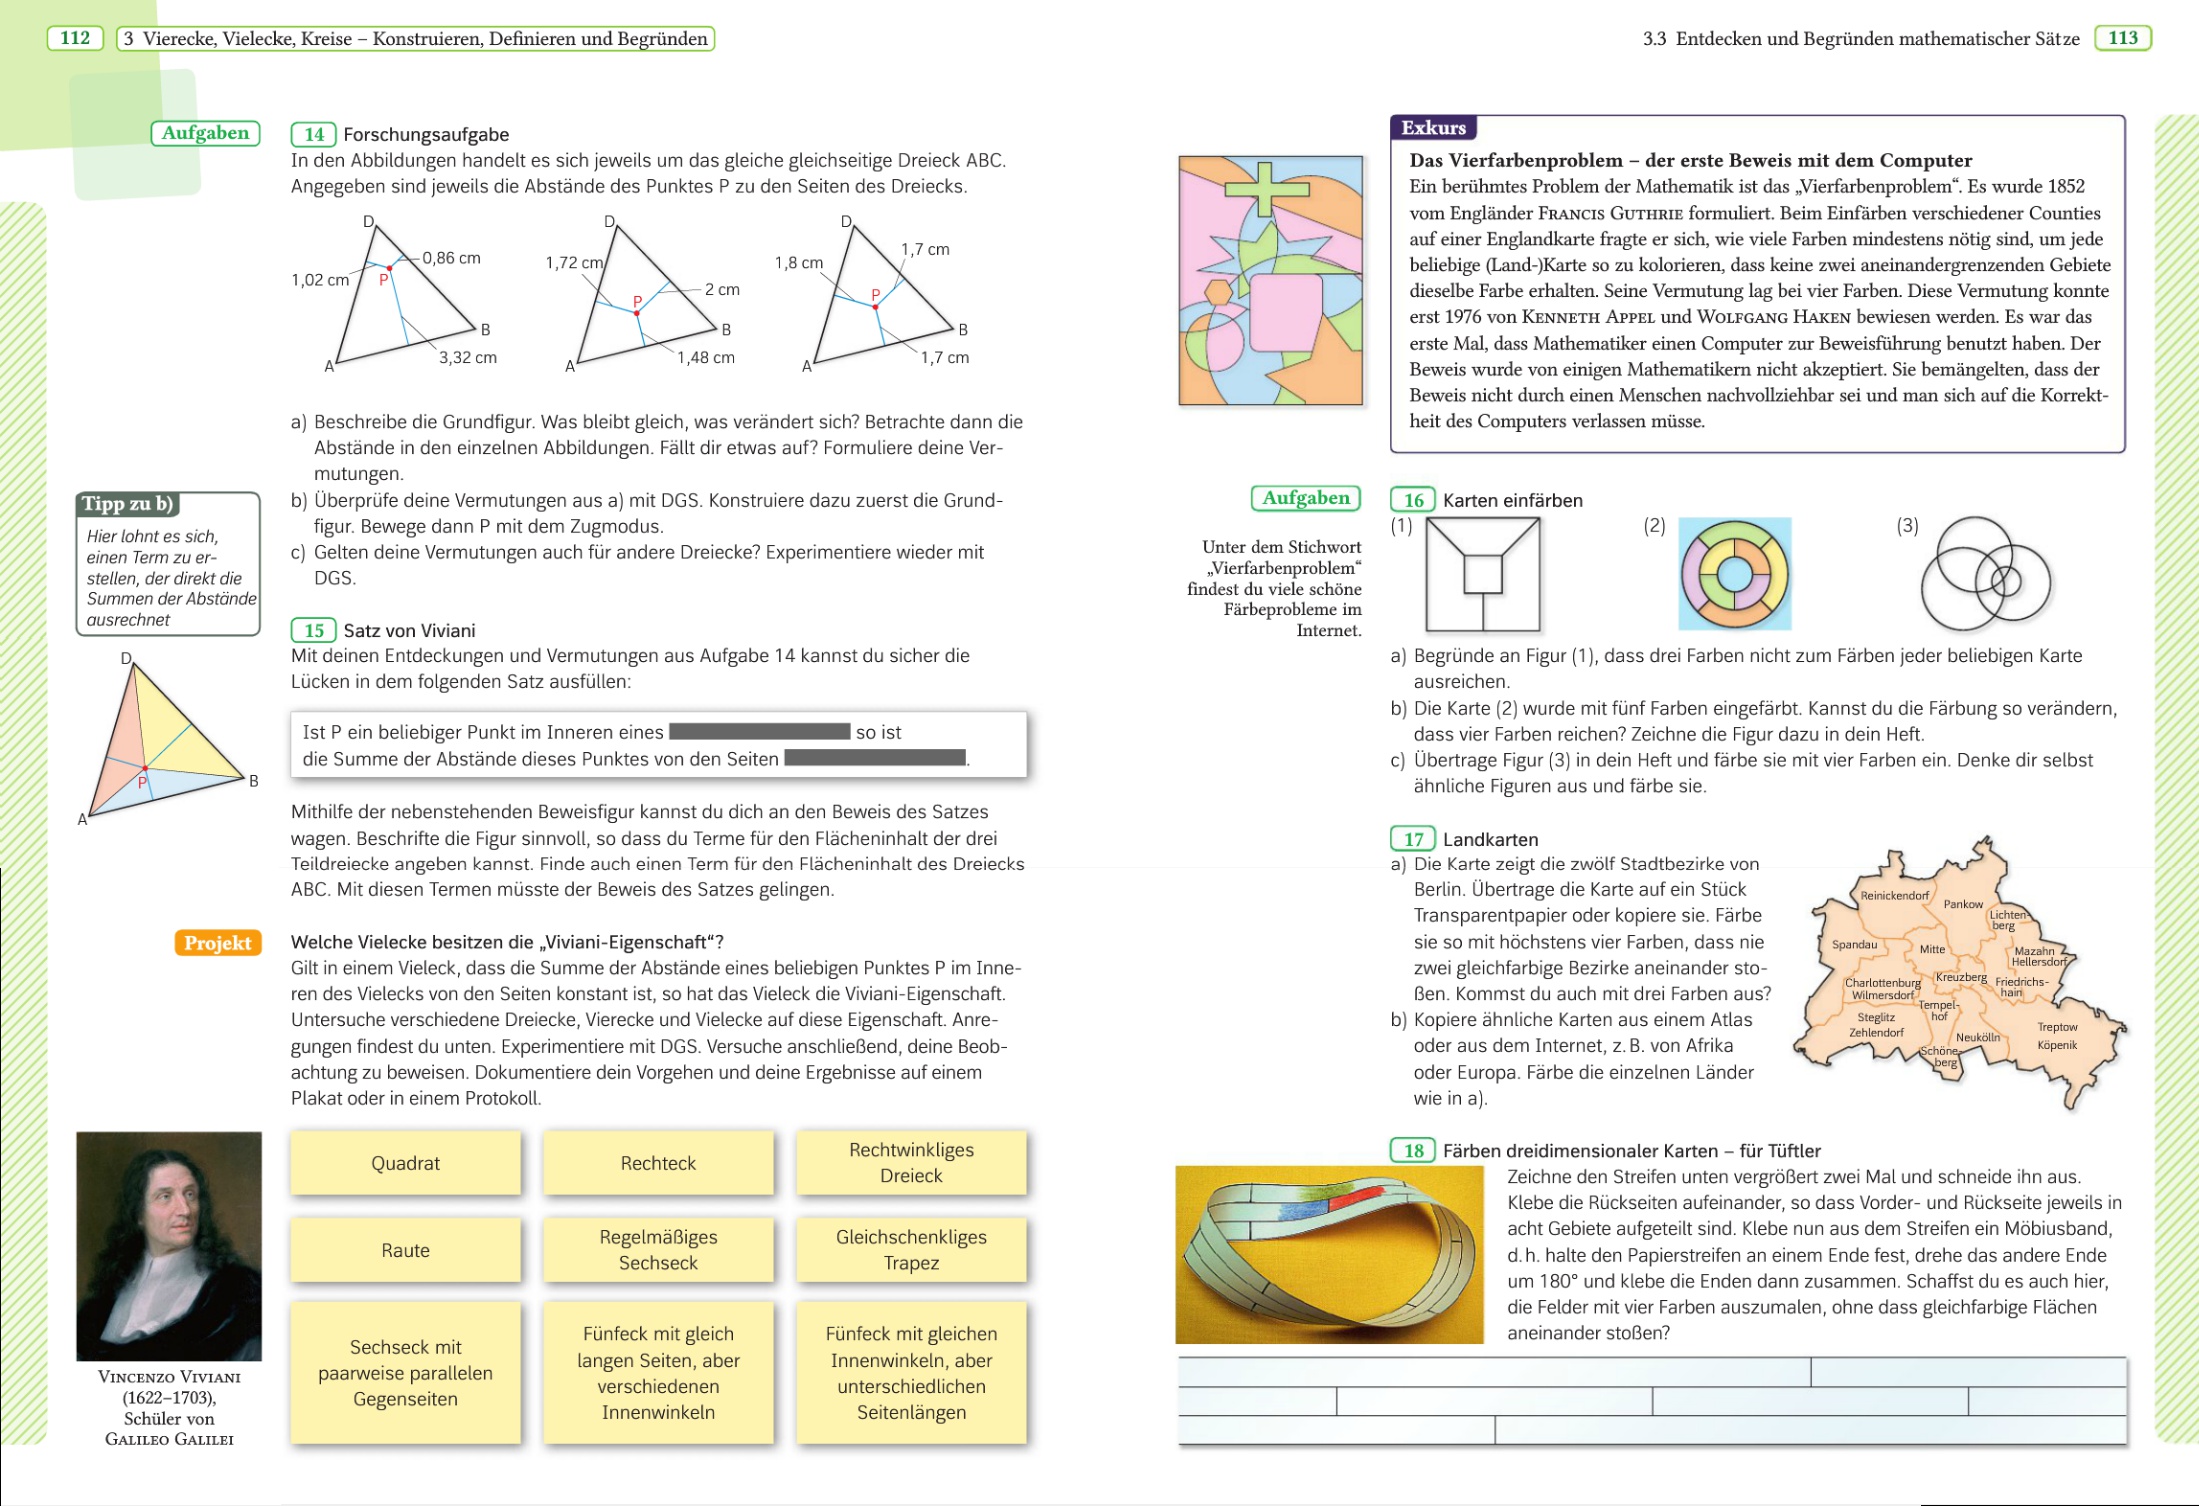 112
3 Vierecke, Vielecke, Kreise – Konstruieren, Definieren und Begründen
Aufgaben
14 Forschungsaufgabe
In den Abbildungen handelt es sich jeweils um das gleiche gleichseitige Dreieck ABC.
Angegeben sind jeweils die Abstände des Punktes P zu den Seiten des Dreiecks.
D
0,86 cm
1,02 cm
P
B
A
3,32 cm
D
1,72 cm
2 cm
P
B
A
1,48 cm
D
1,7 cm
1,8 cm
P
B
A
1,7 cm
a) Beschreibe die Grundfigur. Was bleibt gleich, was verändert sich? Betrachte dann die
Abstände in den einzelnen Abbildungen. Fällt dir etwas auf? Formuliere deine Ver-
mutungen.
b) Überprüfe deine Vermutungen aus a) mit DGS. Konstruiere dazu zuerst die Grund-
figur. Bewege dann P mit dem Zugmodus.
c) Gelten deine Vermutungen auch für andere Dreiecke? Experimentiere wieder mit
DGS.
Tipp zu b)
Hier lohnt es sich,
einen Term zu er-
stellen, der direkt die
Summen der Abstände
ausrechnet
D
P
B
A
15 Satz von Viviani
Mit deinen Entdeckungen und Vermutungen aus Aufgabe 14 kannst du sicher die
Lücken in dem folgenden Satz ausfüllen:
Ist P ein beliebiger Punkt im Inneren eines so ist
die Summe der Abstände dieses Punktes von den Seiten .
Mithilfe der nebenstehenden Beweisfigur kannst du dich an den Beweis des Satzes
wagen. Beschrifte die Figur sinnvoll, so dass du Terme für den Flächeninhalt der drei
Teildreiecke angeben kannst. Finde auch einen Term für den Flächeninhalt des Dreiecks
ABC. Mit diesen Termen müsste der Beweis des Satzes gelingen.
Projekt
Welche Vielecke besitzen die „Viviani-Eigenschaft“?
Gilt in einem Vieleck, dass die Summe der Abstände eines beliebigen Punktes P im Inne-
ren des Vielecks von den Seiten konstant ist, so hat das Vieleck die Viviani-Eigenschaft.
Untersuche verschiedene Dreiecke, Vierecke und Vielecke auf diese Eigenschaft. Anre-
gungen findest du unten. Experimentiere mit DGS. Versuche anschließend, deine Beob-
achtung zu beweisen. Dokumentiere dein Vorgehen und deine Ergebnisse auf einem
Plakat oder in einem Protokoll.
Quadrat
Rechteck
Rechtwinkliges
Dreieck
Raute
Regelmäßiges
Sechseck
Gleichschenkliges
Trapez
Sechseck mit
paarweise parallelen
Gegenseiten
Fünfeck mit gleich
langen Seiten, aber
verschiedenen
Innenwinkeln
Fünfeck mit gleichen
Innenwinkeln, aber
unterschiedlichen
Seitenlängen
VINCENZO VIVIANI
(1622–1703),
Schüler von
GALILEO GALILEI
3.3 Entdecken und Begründen mathematischer Sätze
113
Exkurs
Das Vierfarbenproblem – der erste Beweis mit dem Computer
Ein berühmtes Problem der Mathematik ist das „Vierfarbenproblem“. Es wurde 1852
vom Engländer FRANCIS GUTHRIE formuliert. Beim Einfärben verschiedener Counties
auf einer Englandkarte fragte er sich, wie viele Farben mindestens nötig sind, um jede
beliebige (Land-)Karte so zu kolorieren, dass keine zwei aneinandergrenzenden Gebiete
dieselbe Farbe erhalten. Seine Vermutung lag bei vier Farben. Diese Vermutung konnte
erst 1976 von KENNETH APPEL und WOLFGANG HAKEN bewiesen werden. Es war das
erste Mal, dass Mathematiker einen Computer zur Beweisführung benutzt haben. Der
Beweis wurde von einigen Mathematikern nicht akzeptiert. Sie bemängelten, dass der
Beweis nicht durch einen Menschen nachvollziehbar sei und man sich auf die Korrekt-
heit des Computers verlassen müsse.
Aufgaben
Unter dem Stichwort
„Vierfarbenproblem“
findest du viele schöne
Färbeprobleme im
Internet.
16 Karten einfärben
(1)
(2)
(3)
a) Begründe an Figur (1), dass drei Farben nicht zum Färben jeder beliebigen Karte
ausreichen.
b) Die Karte (2) wurde mit fünf Farben eingefärbt. Kannst du die Färbung so verändern,
dass vier Farben reichen? Zeichne die Figur dazu in dein Heft.
c) Übertrage Figur (3) in dein Heft und färbe sie mit vier Farben ein. Denke dir selbst
ähnliche Figuren aus und färbe sie.
17 Landkarten
a) Die Karte zeigt die zwölf Stadtbezirke von
Berlin. Übertrage die Karte auf ein Stück
Transparentpapier oder kopiere sie. Färbe
sie so mit höchstens vier Farben, dass nie
zwei gleichfarbige Bezirke aneinander sto-
ßen. Kommst du auch mit drei Farben aus?
b) Kopiere ähnliche Karten aus einem Atlas
oder aus dem Internet, z. B. von Afrika
oder Europa. Färbe die einzelnen Länder
wie in a).
Reinickendorf
Pankow
Lichten-
berg
Spandau
Mitte
Mazahn
Hellersdorf
Charlottenburg
Wilmersdorf
Kreuzberg
Friedrichs-
hain
Tempel-
hof
Steglitz
Zehlendorf
Schöne-
berg
Neukölln
Treptow
Köpenik
18 Färben dreidimensionaler Karten – für Tüftler
Zeichne den Streifen unten vergrößert zwei Mal und schneide ihn aus.
Klebe die Rückseiten aufeinander, so dass Vorder- und Rückseite jeweils in
acht Gebiete aufgeteilt sind. Klebe nun aus dem Streifen ein Möbiusband,
d. h. halte den Papierstreifen an einem Ende fest, drehe das andere Ende
um 180° und klebe die Enden dann zusammen. Schaffst du es auch hier,
die Felder mit vier Farben auszumalen, ohne dass gleichfarbige Flächen
aneinander stoßen?